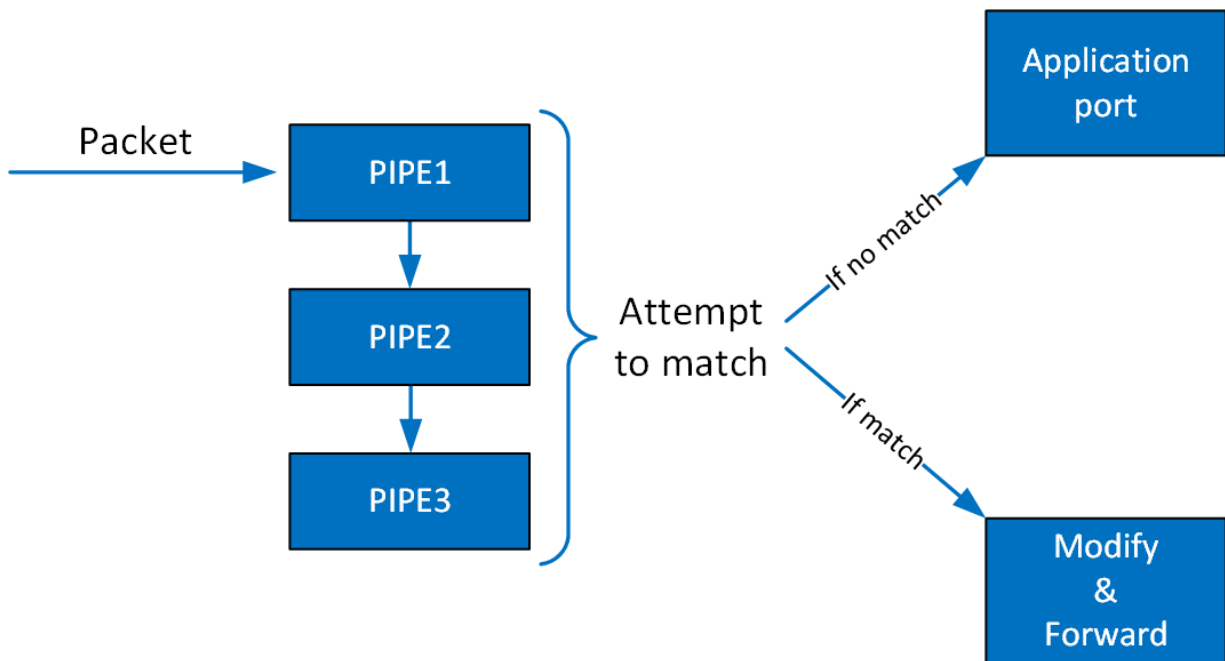 Packet
PIPE1
PIPE2
PIPE3
Attempt
to match
If no match
If match
Application
port
Modify
&
Forward